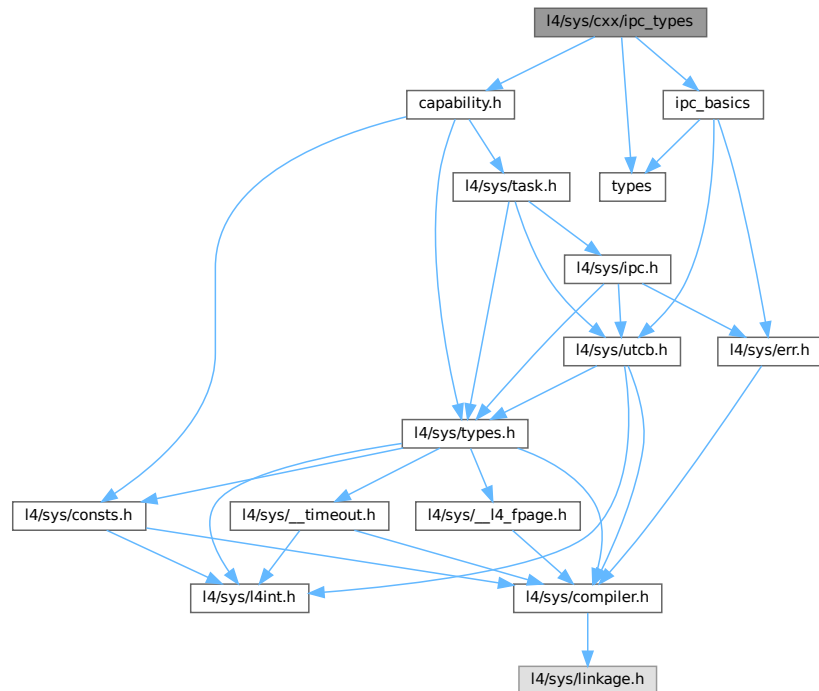 l4/sys/cxx/ipc_types
capability.h
ipc_basics
l4/sys/task.h
types
l4/sys/ipc.h
l4/sys/utcb.h
l4/sys/err.h
l4/sys/types.h
l4/sys/consts.h
l4/sys/__timeout.h
l4/sys/__l4_fpage.h
l4/sys/l4int.h
l4/sys/compiler.h
l4/sys/linkage.h